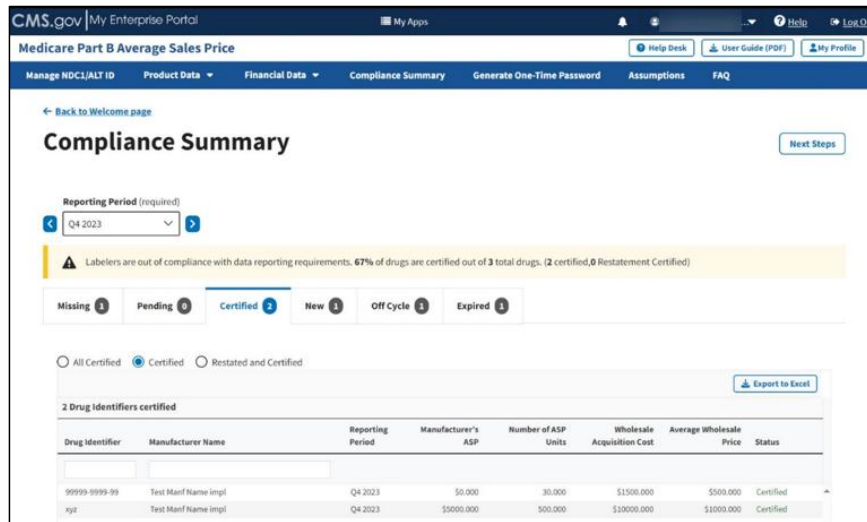 CMS.gov | My Enterprise Portal My Apps Help Log O
Medicare Part B Average Sales Price Help Desk User Guide (PDF) My Profile
Manage NDC1/ALT ID Product Data Financial Data Compliance Summary Generate One-Time Password Assumptions FAQ
← Back to Welcome page
Compliance Summary Next Steps
Reporting Period (required)
Q4 2023
Labelers are out of compliance with data reporting requirements. 67% of drugs are certified out of 3 total drugs. (2 certified,0 Restatement Certified)
Missing 1 Pending 0 Certified 2 New 1 Off Cycle 1 Expired 1
All Certified Certified Restated and Certified
Export to Excel
2 Drug Identifiers certified
Drug Identifier Manufacturer Name Reporting Period Manufacturer's ASP Number of ASP Units Wholesale Acquisition Cost Average Wholesale Price Status
99999-9999-99 Test Manf Name impl Q4 2023 $0.000 30.000 $1500.000 $500.000 Certified
xyz Test Manf Name impl Q4 2023 $5000.000 500.000 $10000.000 $1000.000 Certified